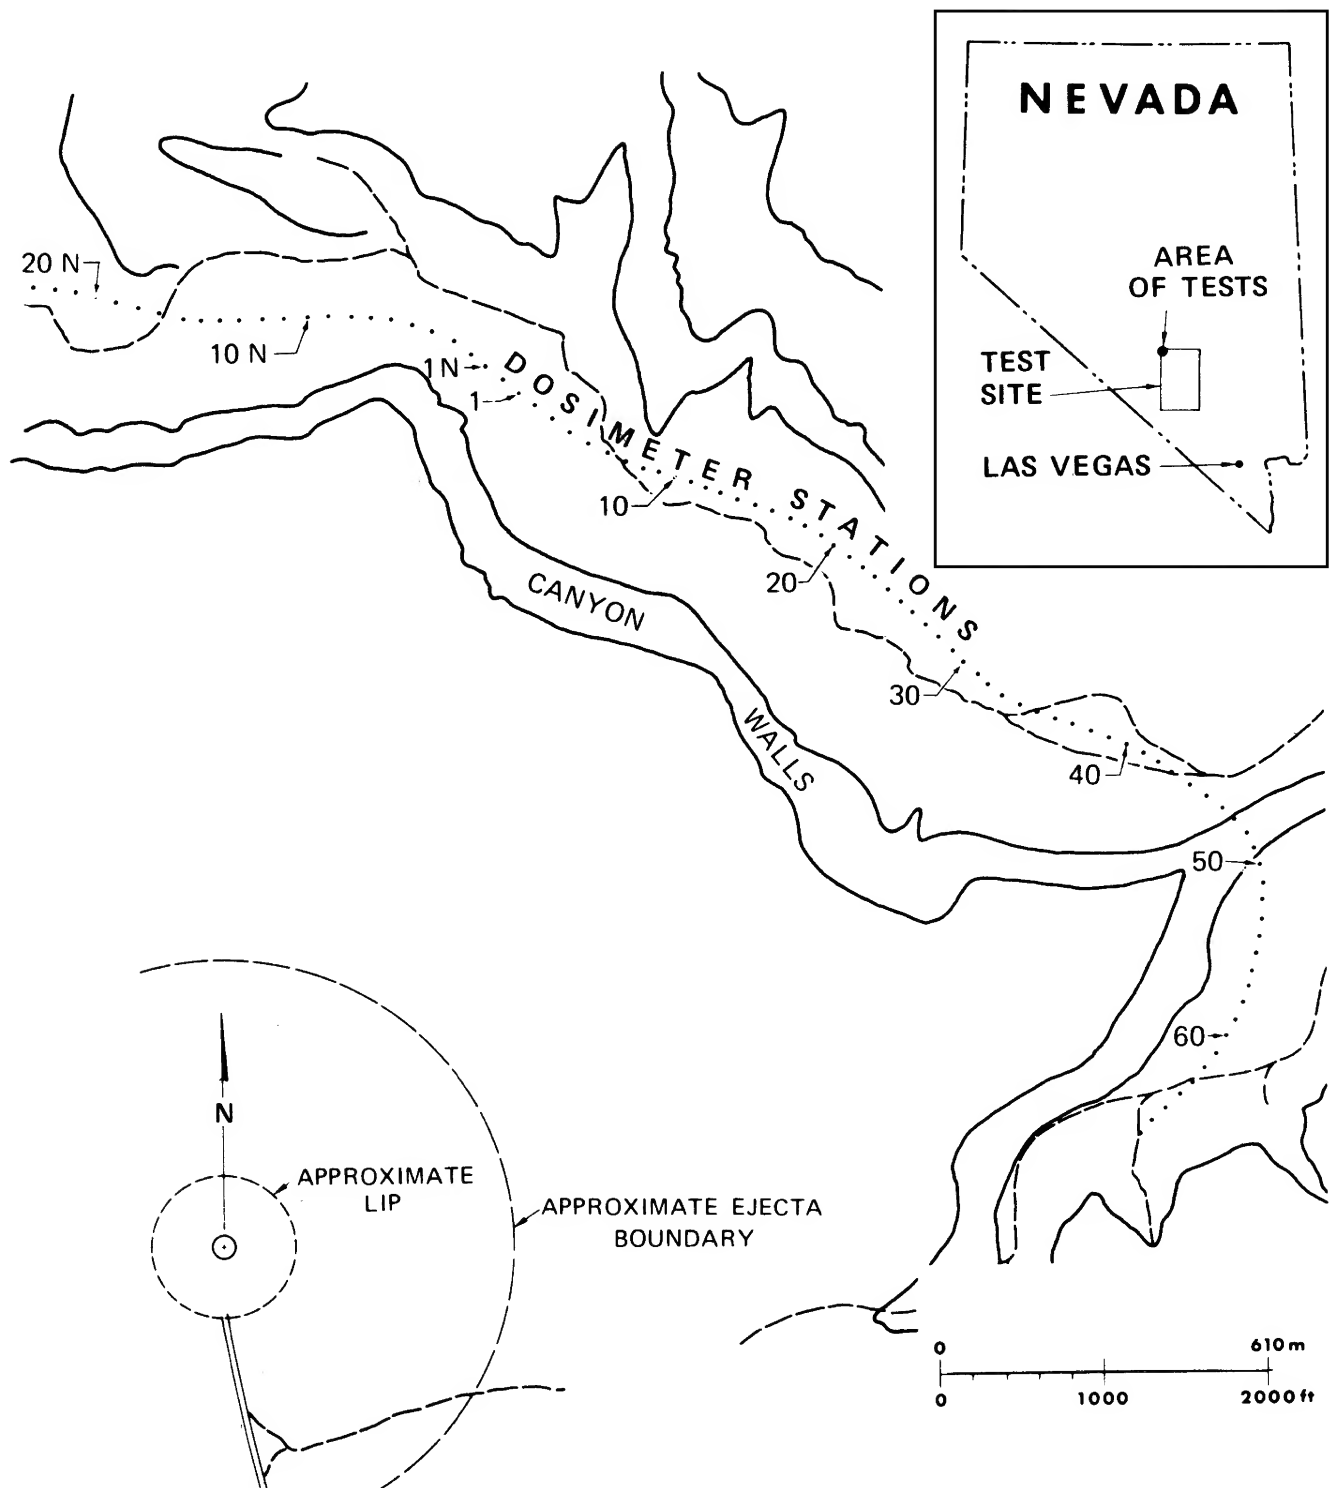 NEVADA
AREA
OF TESTS
TEST
SITE
LAS VEGAS
20 N
10 N
1 N
1
DOSIMETER STATIONS
10
20
30
40
50
60
CANYON
WALLS
N
APPROXIMATE
LIP
APPROXIMATE EJECTA
BOUNDARY
0 610 m
0 1000 2000 ft